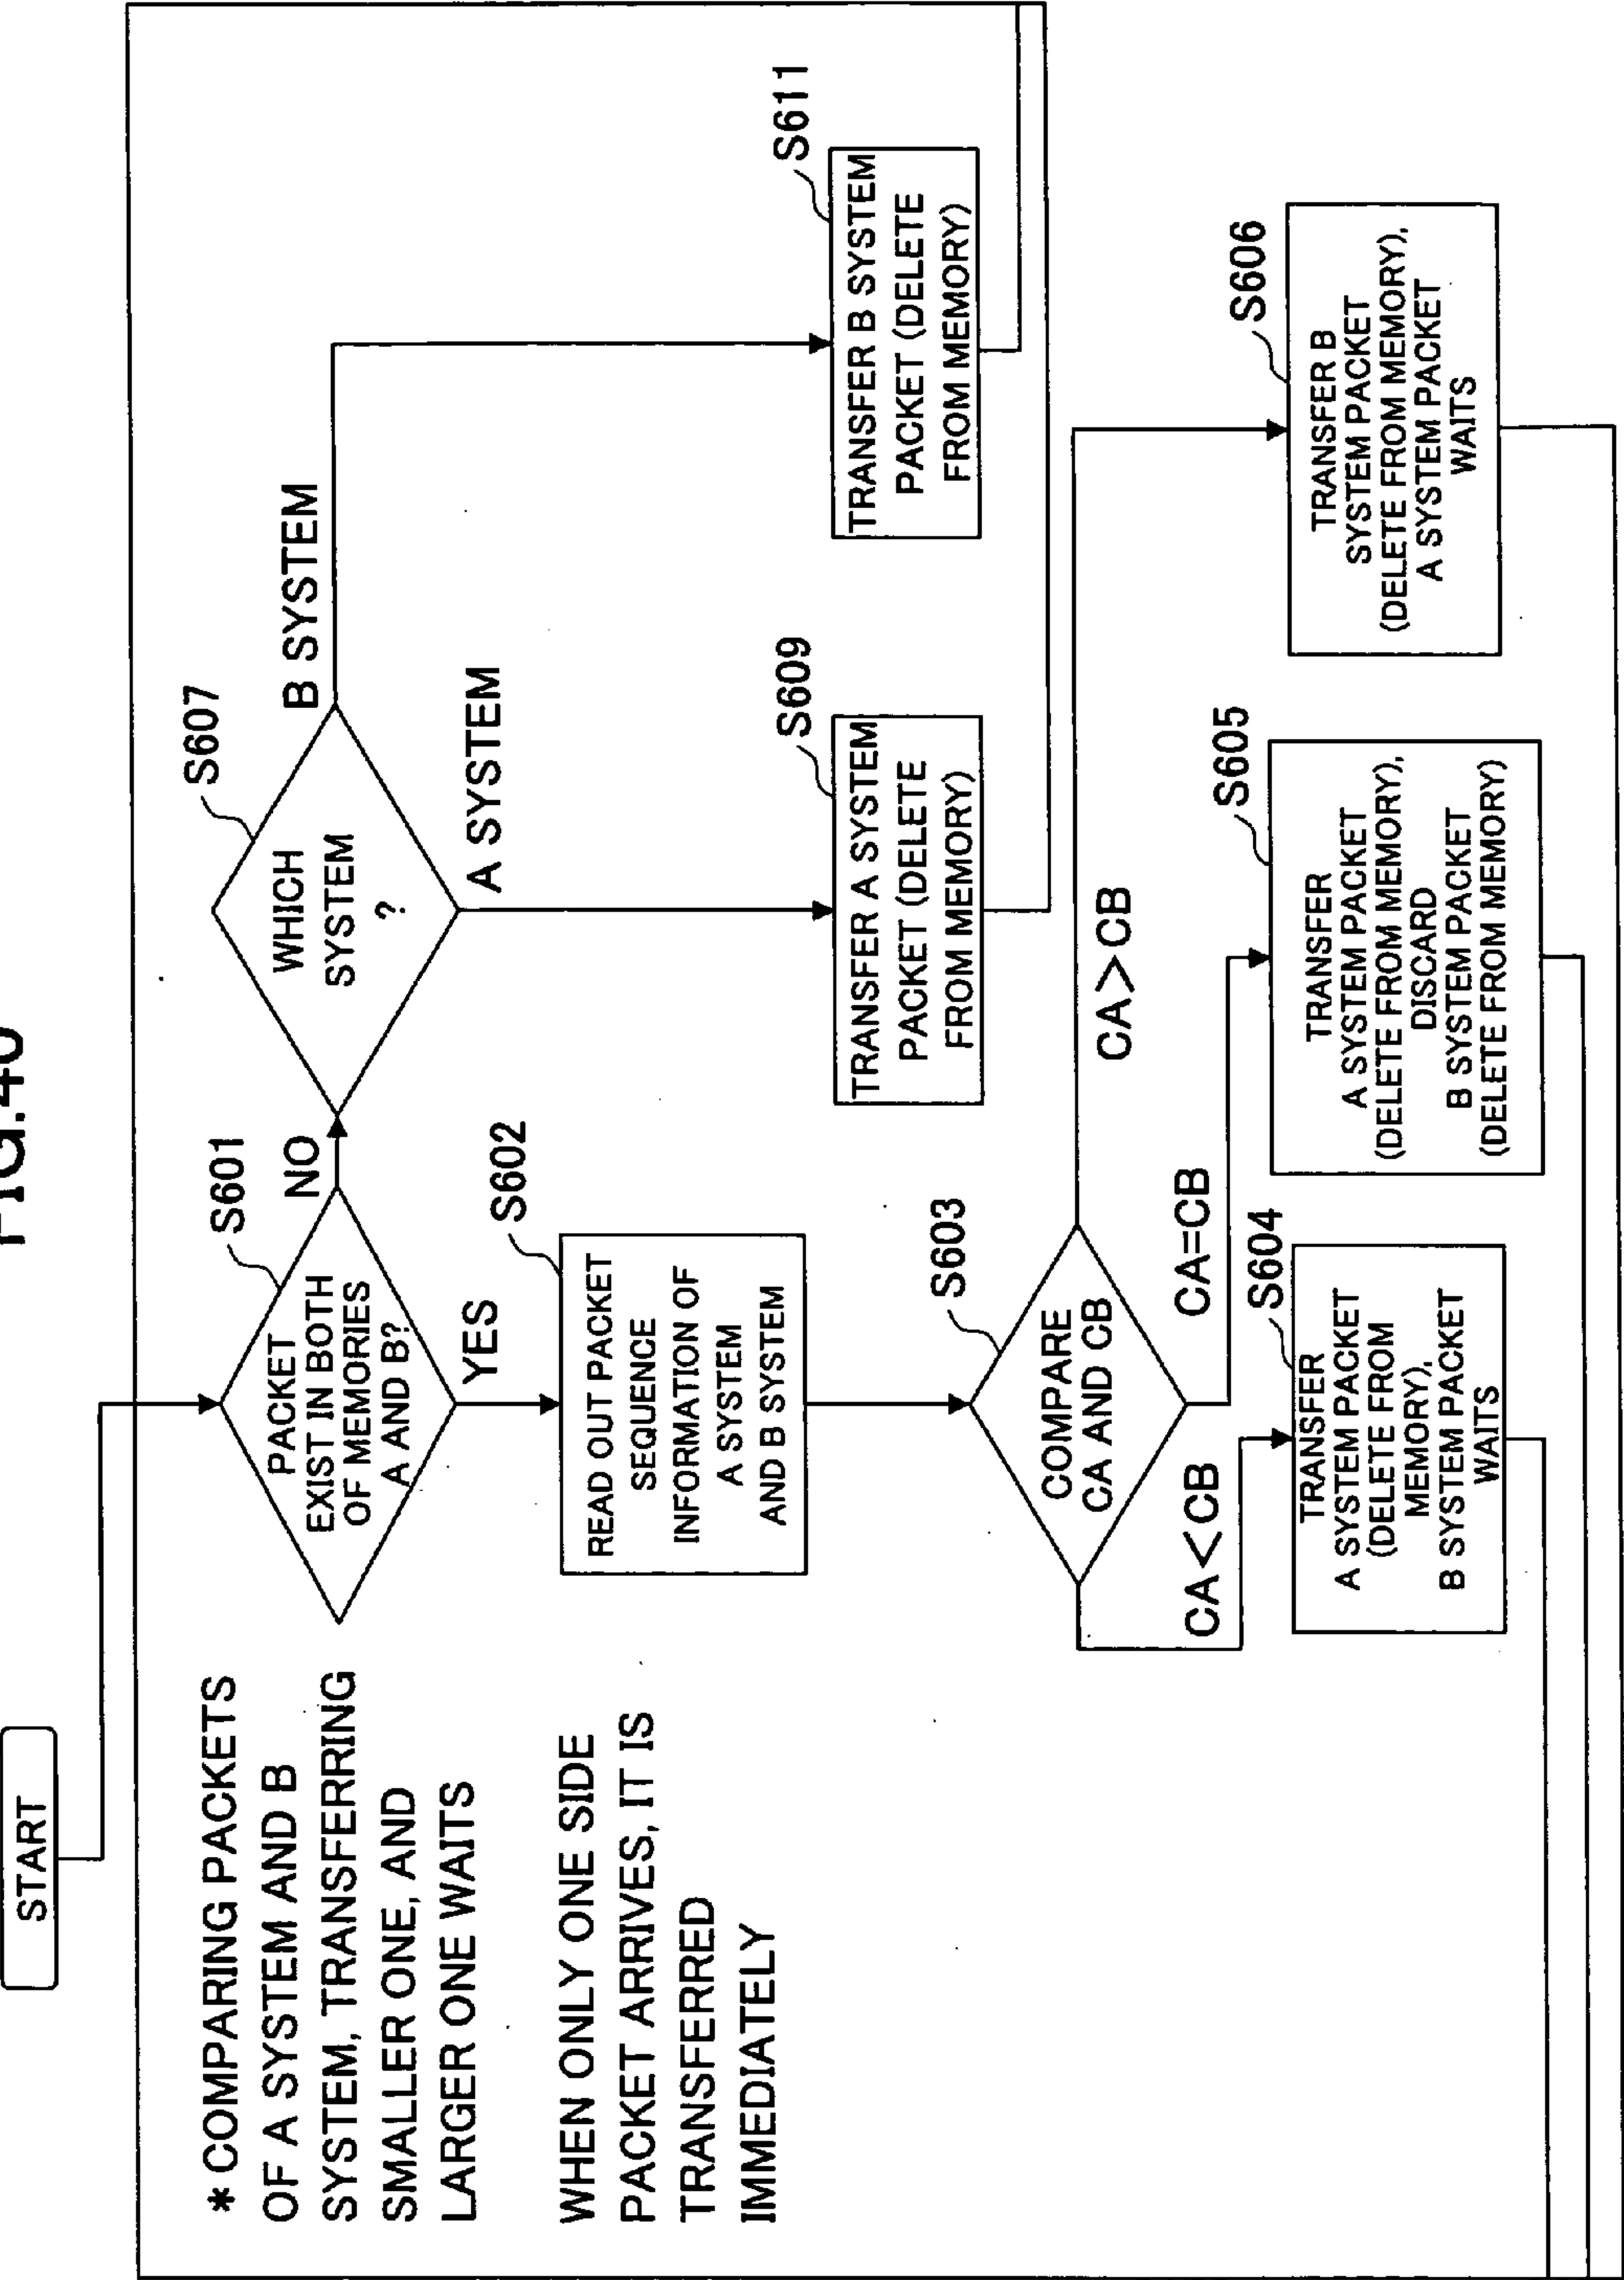 START
* COMPARING PACKETS
OF A SYSTEM AND B
SYSTEM, TRANSFERRING
SMALLER ONE, AND
LARGER ONE WAITS
WHEN ONLY ONE SIDE
PACKET ARRIVES, IT IS
TRANSFERRED
IMMEDIATELY
S601
PACKET
EXIST IN BOTH
OF MEMORIES
A AND B?
NO
YES
S607
WHICH
SYSTEM
?
B SYSTEM
A SYSTEM
S602
READ OUT PACKET
SEQUENCE
INFORMATION OF
A SYSTEM
AND B SYSTEM
S609
TRANSFER A SYSTEM
PACKET (DELETE
FROM MEMORY)
S611
TRANSFER B SYSTEM
PACKET (DELETE
FROM MEMORY)
S603
COMPARE
CA AND CB
CA<CB
CA=CB
CA>CB
S604
TRANSFER
A SYSTEM PACKET
(DELETE FROM
MEMORY),
B SYSTEM PACKET
WAITS
S605
TRANSFER
A SYSTEM PACKET
(DELETE FROM MEMORY),
DISCARD
B SYSTEM PACKET
(DELETE FROM MEMORY)
S606
TRANSFER B
SYSTEM PACKET
(DELETE FROM MEMORY),
A SYSTEM PACKET
WAITS